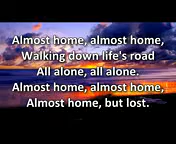 Almost home, almost home,
Walking down life's road
All alone, all alone.
Almost home, almost home,
Almost home, but lost.